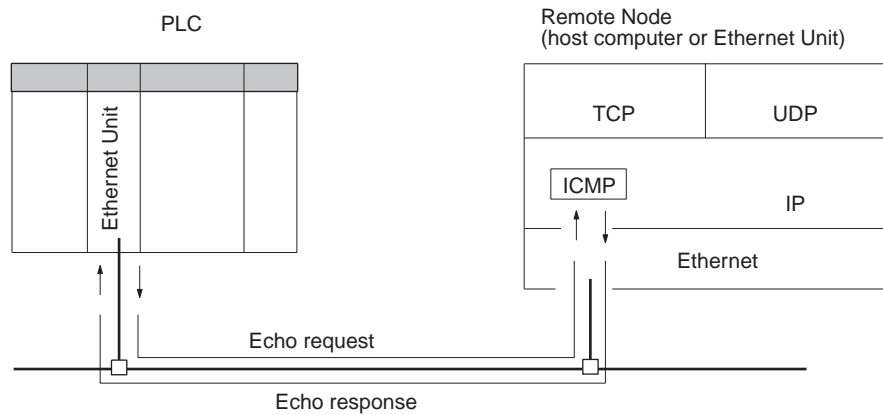 PLC
Remote Node
(host computer or Ethernet Unit)
Ethernet Unit
TCP
UDP
ICMP
IP
Ethernet
Echo request
Echo response